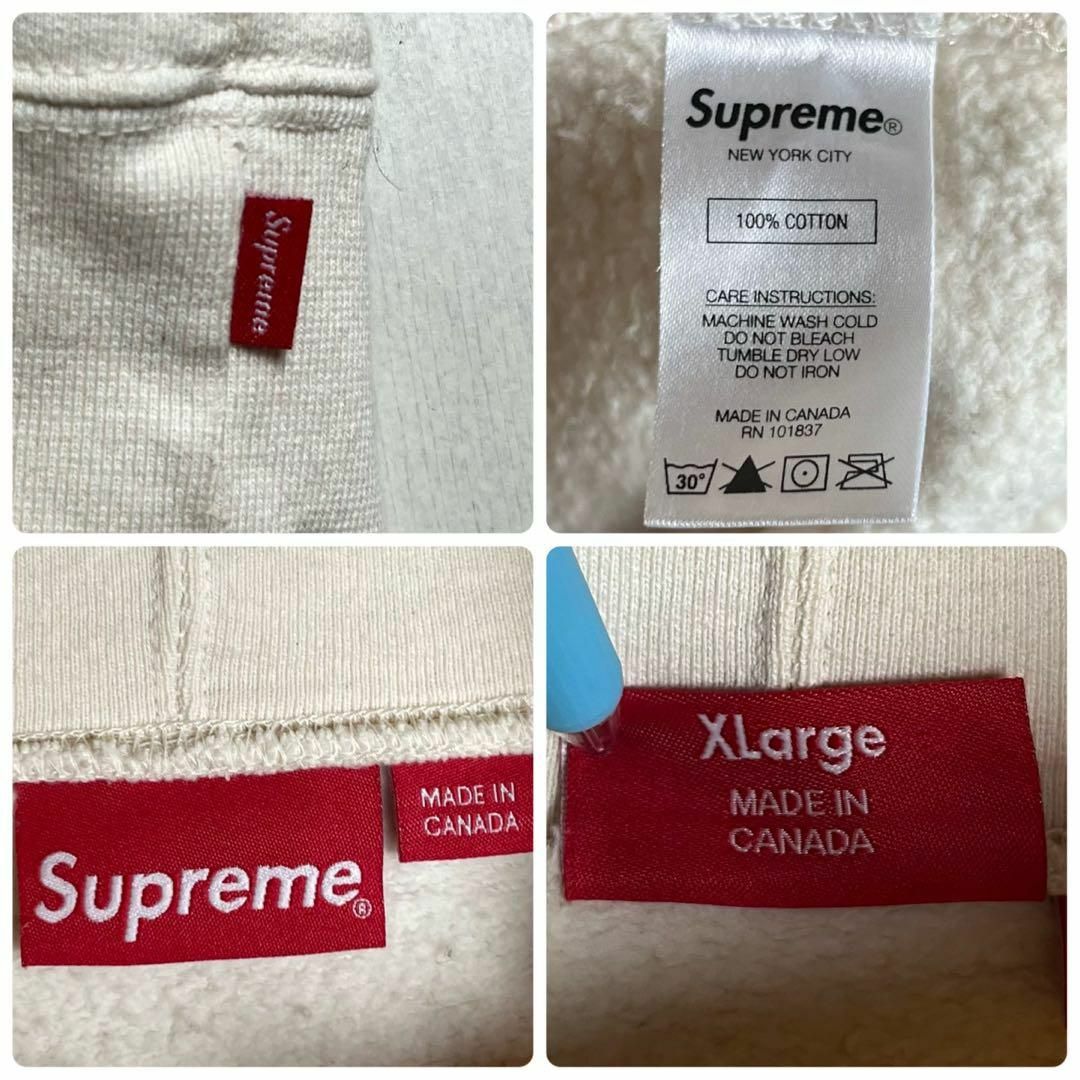 Supreme
Supreme®
NEW YORK CITY
100% COTTON
CARE INSTRUCTIONS:
MACHINE WASH COLD
DO NOT BLEACH
TUMBLE DRY LOW
DO NOT IRON
MADE IN CANADA
RN 101837
30°
Supreme®
MADE IN
CANADA
XLarge
MADE IN
CANADA